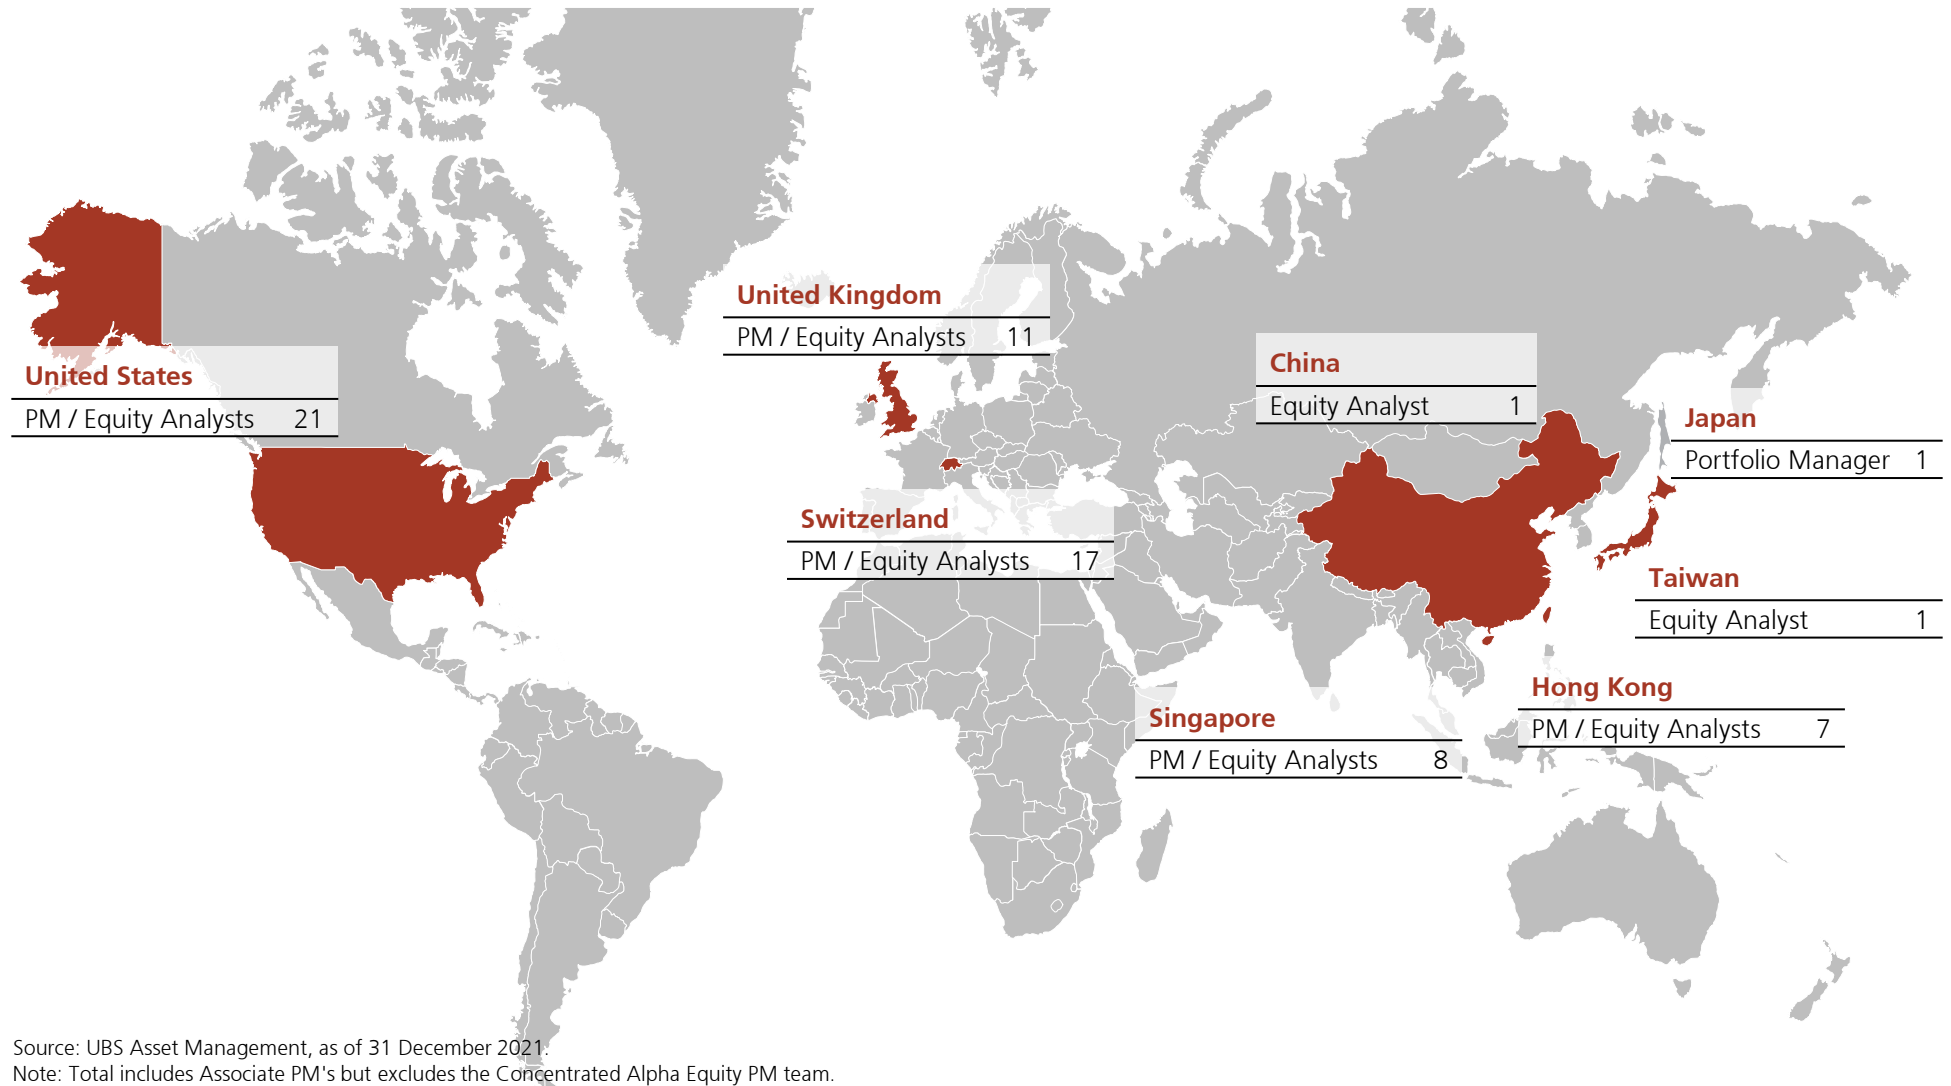 United States
PM / Equity Analysts 21
United Kingdom
PM / Equity Analysts 11
Switzerland
PM / Equity Analysts 17
China
Equity Analyst 1
Japan
Portfolio Manager 1
Taiwan
Equity Analyst 1
Hong Kong
PM / Equity Analysts 7
Singapore
PM / Equity Analysts 8
Source: UBS Asset Management, as of 31 December 2021.
Note: Total includes Associate PM's but excludes the Concentrated Alpha Equity PM team.